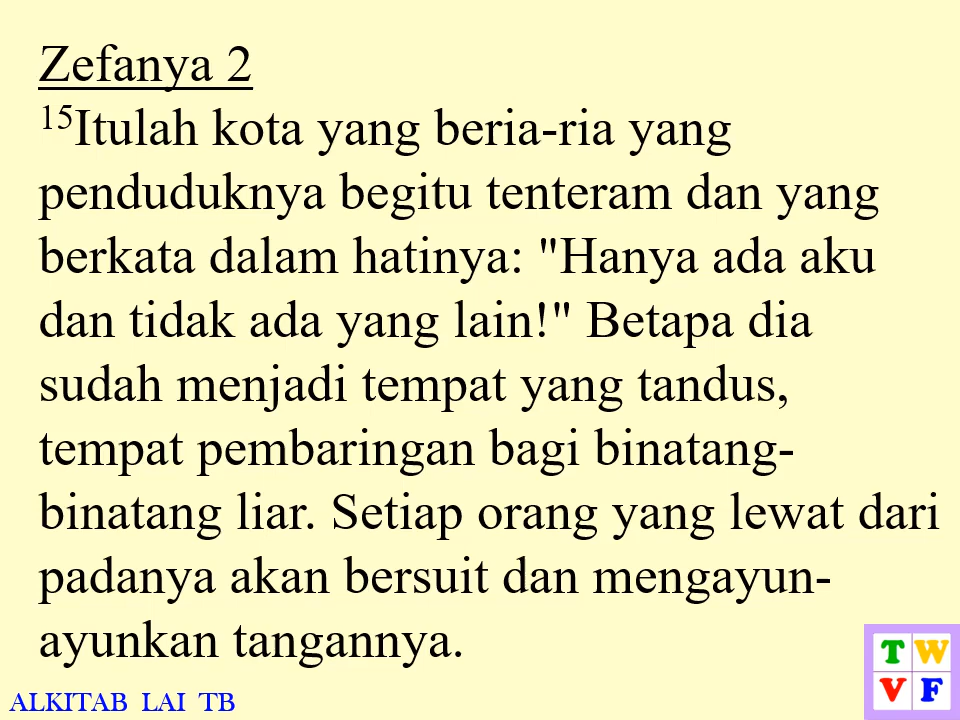 Zefanya 2
15Itulah kota yang beria-ria yang
penduduknya begitu tenteram dan yang
berkata dalam hatinya: "Hanya ada aku
dan tidak ada yang lain!" Betapa dia
sudah menjadi tempat yang tandus,
tempat pembaringan bagi binatang-
binatang liar. Setiap orang yang lewat dari
padanya akan bersuit dan mengayun-
ayunkan tangannya.
T W
V F
ALKITAB LAI TB